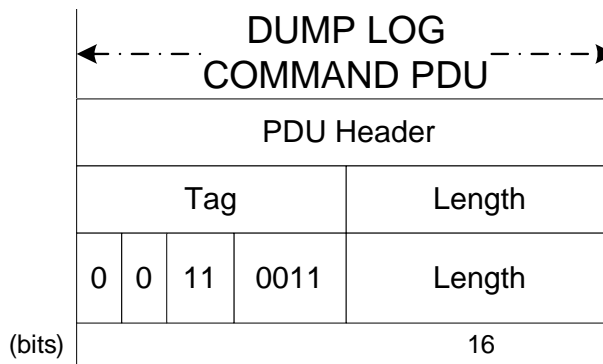 DUMP LOG
COMMAND PDU
PDU Header
Tag Length
0 0 11 0011 Length
(bits) 16